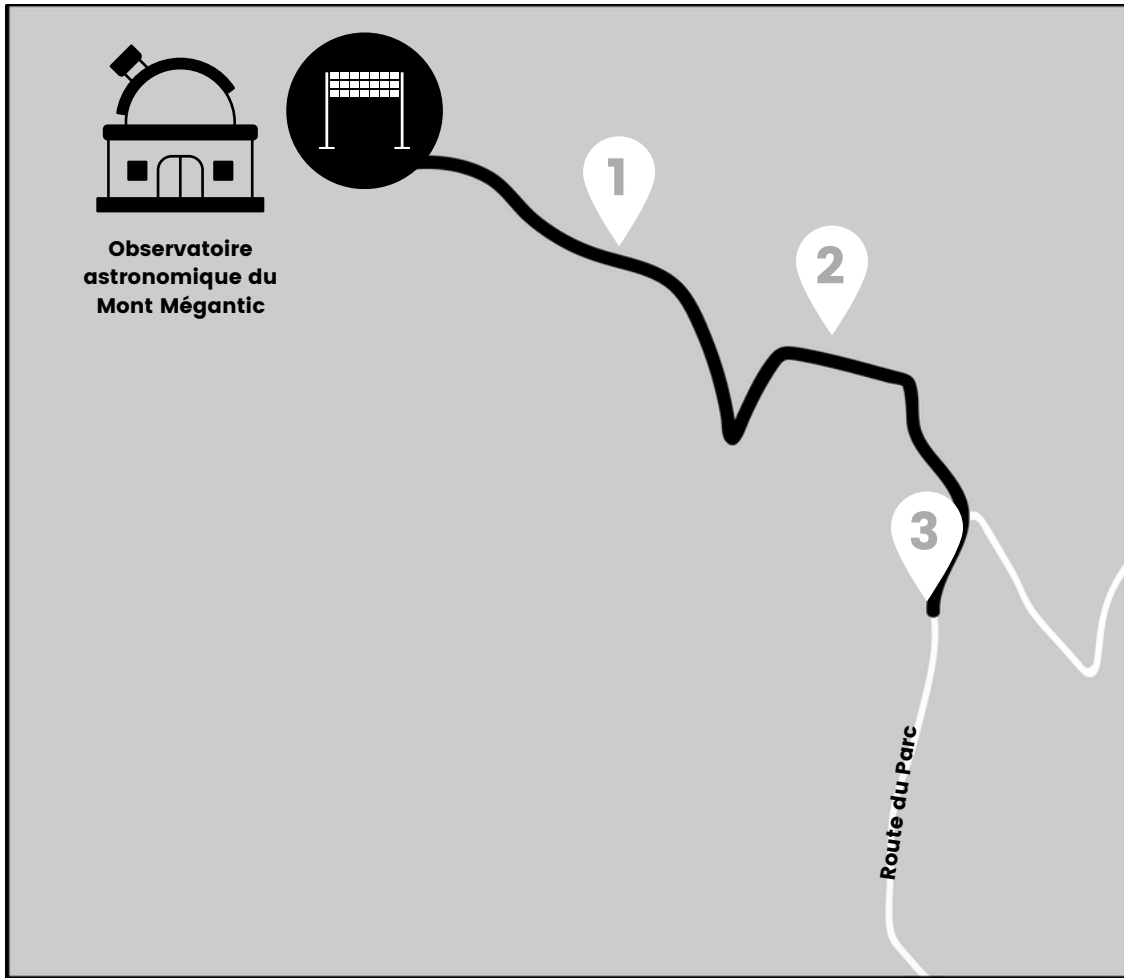 1
2
Observatoire
astronomique du
Mont Mégantic
3
Route du Parc